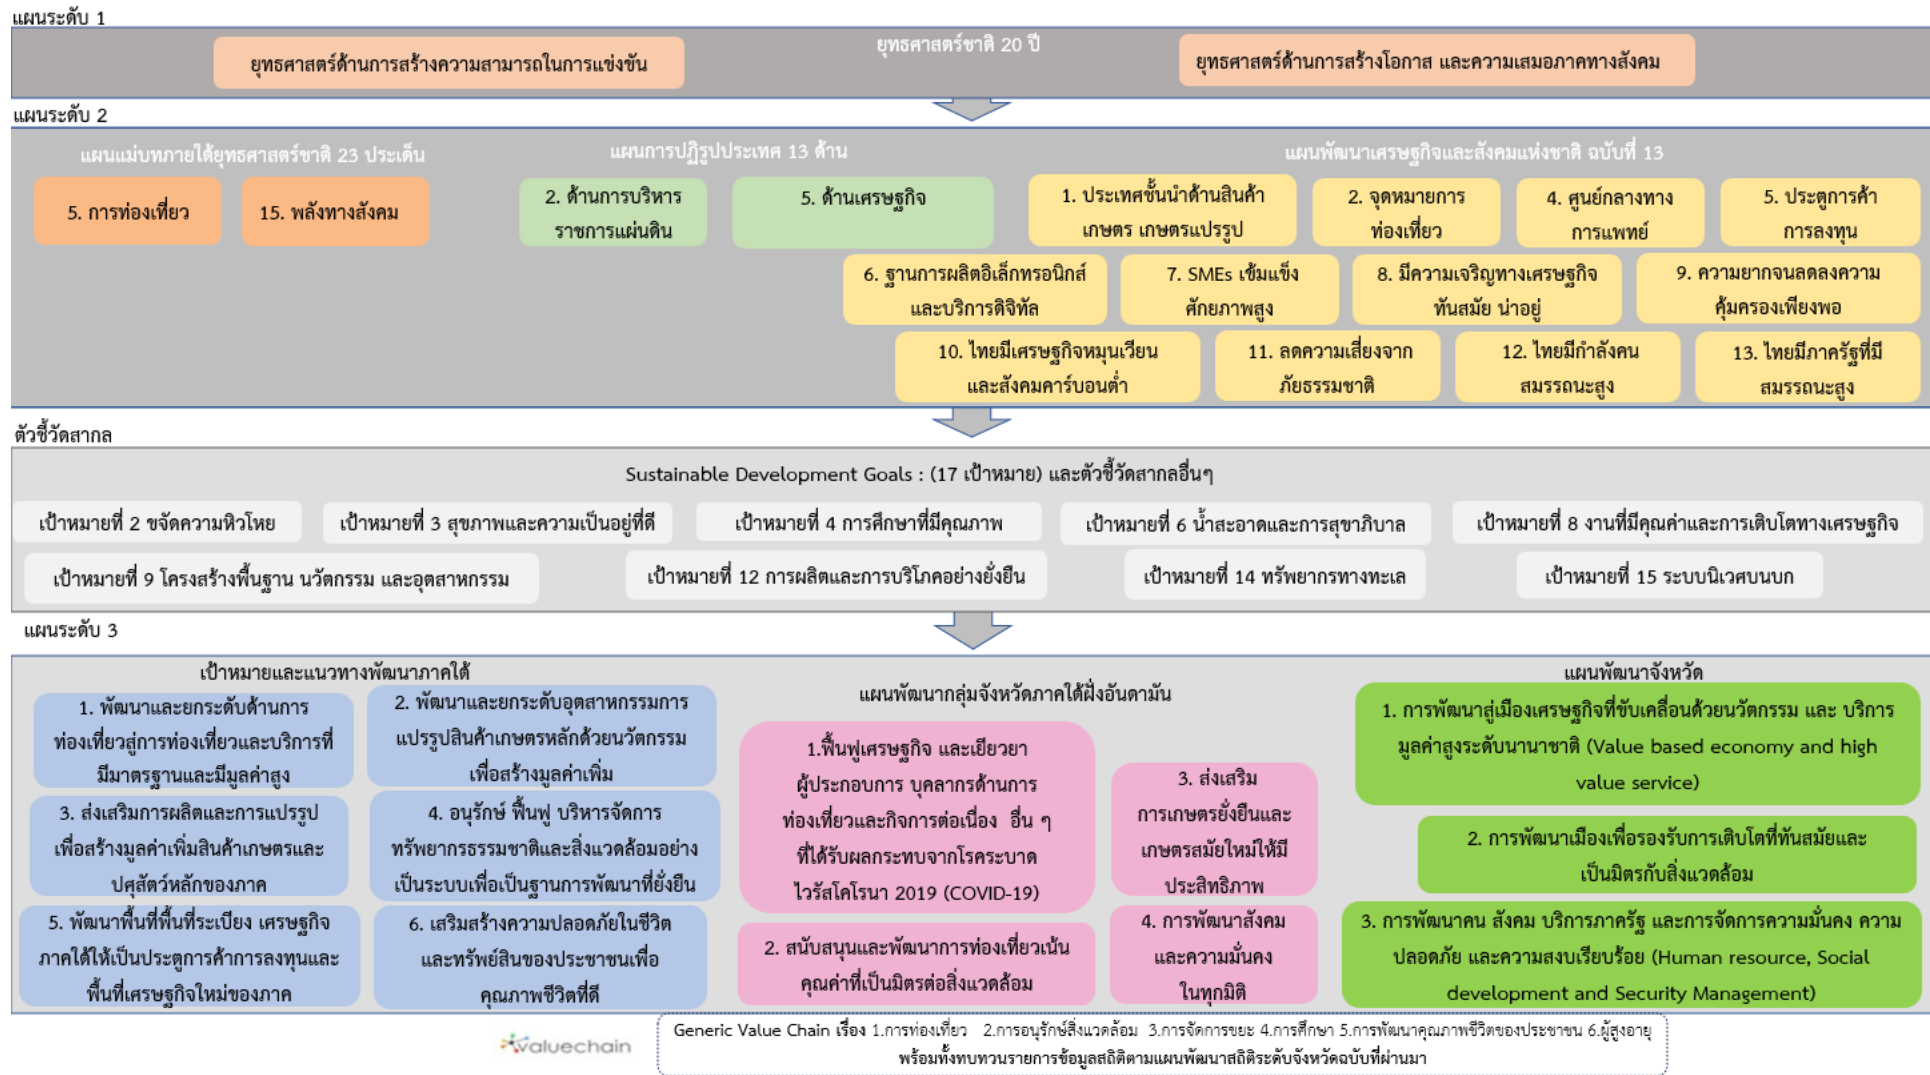 แผนระดับ 1
ยุทธศาสตร์ชาติ 20 ปี
ยุทธศาสตร์ด้านการสร้างความสามารถในการแข่งขัน
ยุทธศาสตร์ด้านการสร้างโอกาส และความเสมอภาคทางสังคม
แผนระดับ 2
แผนแม่บทภายใต้ยุทธศาสตร์ชาติ 23 ประเด็น
5. การท่องเที่ยว
15. พลังทางสังคม
แผนการปฏิรูปประเทศ 13 ด้าน
2. ด้านการบริหาร
ราชการแผ่นดิน
5. ด้านเศรษฐกิจ
แผนพัฒนาเศรษฐกิจและสังคมแห่งชาติ ฉบับที่ 13
1. ประเทศชั้นนำด้านสินค้า
เกษตร เกษตรแปรรูป
2. จุดหมายการ
ท่องเที่ยว
4. ศูนย์กลางทาง
การแพทย์
5. ประตูการค้า
การลงทุน
6. ฐานการผลิตอิเล็กทรอนิกส์
และบริการดิจิทัล
7. SMEs เข้มแข็ง
ศักยภาพสูง
8. มีความเจริญทางเศรษฐกิจ
ทันสมัย น่าอยู่
9. ความยากจนลดลงความ
คุ้มครองเพียงพอ
10. ไทยมีเศรษฐกิจหมุนเวียน
และสังคมคาร์บอนต่ำ
11. ลดความเสี่ยงจาก
ภัยธรรมชาติ
12. ไทยมีกำลังคน
สมรรถนะสูง
13. ไทยมีภาครัฐที่มี
สมรรถนะสูง
ตัวชี้วัดสากล
Sustainable Development Goals : (17 เป้าหมาย) และตัวชี้วัดสากลอื่นๆ
เป้าหมายที่ 2 ขจัดความหิวโหย
เป้าหมายที่ 3 สุขภาพและความเป็นอยู่ที่ดี
เป้าหมายที่ 4 การศึกษาที่มีคุณภาพ
เป้าหมายที่ 6 น้ำสะอาดและการสุขาภิบาล
เป้าหมายที่ 8 งานที่มีคุณค่าและการเติบโตทางเศรษฐกิจ
เป้าหมายที่ 9 โครงสร้างพื้นฐาน นวัตกรรม และอุตสาหกรรม
เป้าหมายที่ 12 การผลิตและการบริโภคอย่างยั่งยืน
เป้าหมายที่ 14 ทรัพยากรทางทะเล
เป้าหมายที่ 15 ระบบนิเวศบนบก
แผนระดับ 3
เป้าหมายและแนวทางพัฒนาภาคใต้
1. พัฒนาและยกระดับด้านการ
ท่องเที่ยวสู่การท่องเที่ยวและบริการที่
มีมาตรฐานและมีมูลค่าสูง
2. พัฒนาและยกระดับอุตสาหกรรมการ
แปรรูปสินค้าเกษตรหลักด้วยนวัตกรรม
เพื่อสร้างมูลค่าเพิ่ม
3. ส่งเสริมการผลิตและการแปรรูป
เพื่อสร้างมูลค่าเพิ่มสินค้าเกษตรและ
ปศุสัตว์หลักของภาค
4. อนุรักษ์ ฟื้นฟู บริหารจัดการ
ทรัพยากรธรรมชาติและสิ่งแวดล้อมอย่าง
เป็นระบบเพื่อเป็นฐานการพัฒนาที่ยั่งยืน
5. พัฒนาพื้นที่พื้นที่ระเบียง เศรษฐกิจ
ภาคใต้ให้เป็นประตูการค้าการลงทุนและ
พื้นที่เศรษฐกิจใหม่ของภาค
6. เสริมสร้างความปลอดภัยในชีวิต
และทรัพย์สินของประชาชนเพื่อ
คุณภาพชีวิตที่ดี
แผนพัฒนากลุ่มจังหวัดภาคใต้ฝั่งอันดามัน
1.ฟื้นฟูเศรษฐกิจ และเยียวยา
ผู้ประกอบการ บุคลากรด้านการ
ท่องเที่ยวและกิจการต่อเนื่อง อื่น ๆ
ที่ได้รับผลกระทบจากโรคระบาด
ไวรัสโคโรนา 2019 (COVID-19)
2. สนับสนุนและพัฒนาการท่องเที่ยวเน้น
คุณค่าที่เป็นมิตรต่อสิ่งแวดล้อม
3. ส่งเสริม
การเกษตรยั่งยืนและ
เกษตรสมัยใหม่ให้มี
ประสิทธิภาพ
4. การพัฒนาสังคม
และความมั่นคง
ในทุกมิติ
แผนพัฒนาจังหวัด
1. การพัฒนาสู่เมืองเศรษฐกิจที่ขับเคลื่อนด้วยนวัตกรรม และ บริการ
มูลค่าสูงระดับนานาชาติ (Value based economy and high
value service)
2. การพัฒนาเมืองเพื่อรองรับการเติบโตที่ทันสมัยและ
เป็นมิตรกับสิ่งแวดล้อม
3. การพัฒนาคน สังคม บริการภาครัฐ และการจัดการความมั่นคง ความ
ปลอดภัย และความสงบเรียบร้อย (Human resource, Social
development and Security Management)
valuechain
Generic Value Chain เรื่อง 1.การท่องเที่ยว 2.การอนุรักษ์สิ่งแวดล้อม 3.การจัดการขยะ 4.การศึกษา 5.การพัฒนาคุณภาพชีวิตของประชาชน 6.ผู้สูงอายุ
พร้อมทั้งทบทวนรายการข้อมูลสถิติตามแผนพัฒนาสถิติระดับจังหวัดฉบับที่ผ่านมา